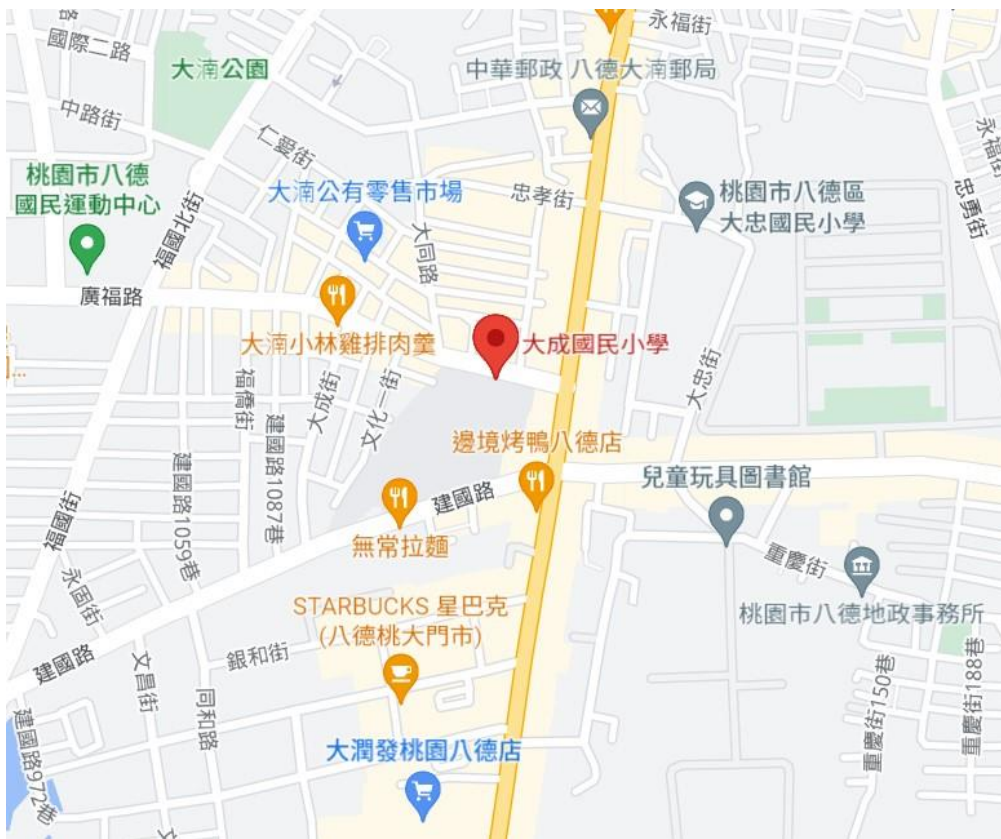 國際二路
永福街
大湳公園
中華郵政 八德大湳郵局
中路街
仁愛街
永福街
桃園市八德
國民運動中心
大湳公有零售市場
忠孝街
桃園市八德區
大忠國民小學
忠勇街
福國北街
大同路
廣福路
大湳小林雞排肉羹
大成國民小學
福僑街
大成街
文化一街
大忠街
建國路1087巷
邊境烤鴨八德店
建國路1059巷
建國路
兒童玩具圖書館
無常拉麵
福國街
重慶街
永固街
STARBUCKS 星巴克
(八德桃大門市)
桃園市八德地政事務所
建國路
銀和街
文昌街
同和路
重慶街150巷
重慶街188巷
建國路972巷
大潤發桃園八德店